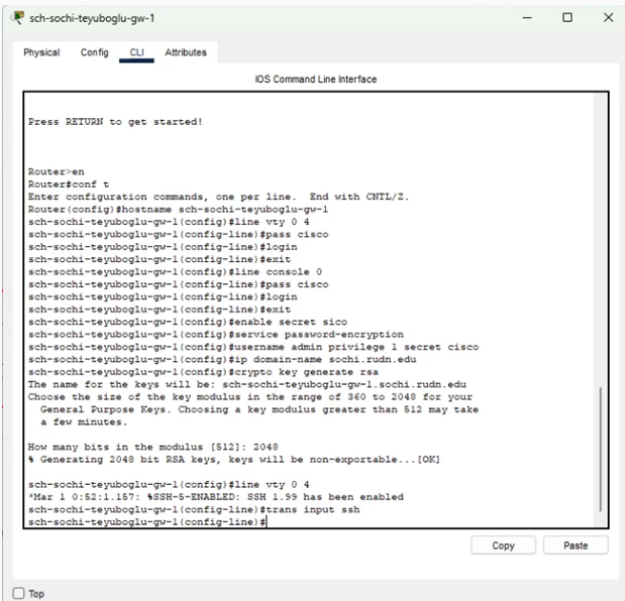 sch-sochi-teyuboglu-gw-1
Physical Config CLI Attributes
IOS Command Line Interface
Press RETURN to get started!
Router>en
Router#conf t
Enter configuration commands, one per line.  End with CNTL/Z.
Router(config)#hostname sch-sochi-teyuboglu-gw-1
sch-sochi-teyuboglu-gw-1(config)#line vty 0 4
sch-sochi-teyuboglu-gw-1(config-line)#pass cisco
sch-sochi-teyuboglu-gw-1(config-line)#login
sch-sochi-teyuboglu-gw-1(config-line)#exit
sch-sochi-teyuboglu-gw-1(config)#line console 0
sch-sochi-teyuboglu-gw-1(config-line)#pass cisco
sch-sochi-teyuboglu-gw-1(config-line)#login
sch-sochi-teyuboglu-gw-1(config-line)#exit
sch-sochi-teyuboglu-gw-1(config)#enable secret sico
sch-sochi-teyuboglu-gw-1(config)#service password-encryption
sch-sochi-teyuboglu-gw-1(config)#username admin privilege 1 secret cisco
sch-sochi-teyuboglu-gw-1(config)#ip domain-name sochi.rudn.edu
sch-sochi-teyuboglu-gw-1(config)#crypto key generate rsa
The name for the keys will be: sch-sochi-teyuboglu-gw-1.sochi.rudn.edu
Choose the size of the key modulus in the range of 360 to 2048 for your
General Purpose Keys. Choosing a key modulus greater than 512 may take
a few minutes.
How many bits in the modulus [512]: 2048
% Generating 2048 bit RSA keys, keys will be non-exportable...[OK]
sch-sochi-teyuboglu-gw-1(config)#line vty 0 4
*Mar 1 0:52:1.157: %SSH-5-ENABLED: SSH 1.99 has been enabled
sch-sochi-teyuboglu-gw-1(config-line)#trans input ssh
sch-sochi-teyuboglu-gw-1(config-line)#
Copy Paste
Top